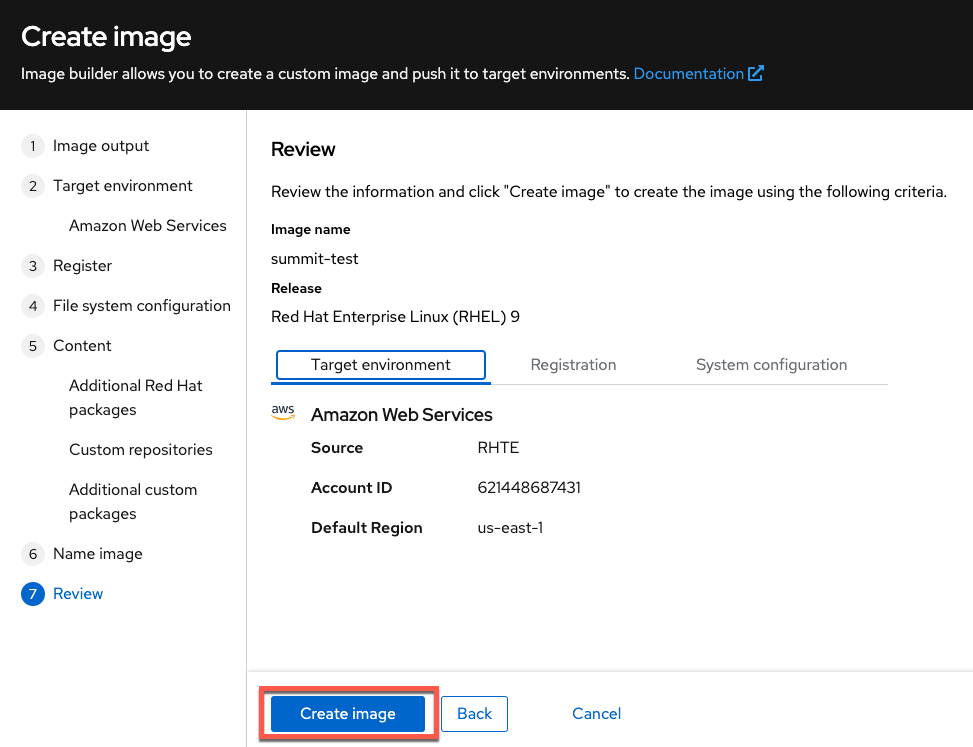 Create image
Image builder allows you to create a custom image and push it to target environments. Documentation
1 Image output
2 Target environment
Amazon Web Services
3 Register
4 File system configuration
5 Content
Additional Red Hat
packages
Custom repositories
Additional custom
packages
6 Name image
7 Review
Review
Review the information and click "Create image" to create the image using the following criteria.
Image name
summit-test
Release
Red Hat Enterprise Linux (RHEL) 9
Target environment Registration System configuration
aws Amazon Web Services
Source RHTE
Account ID 621448687431
Default Region us-east-1
Create image Back Cancel